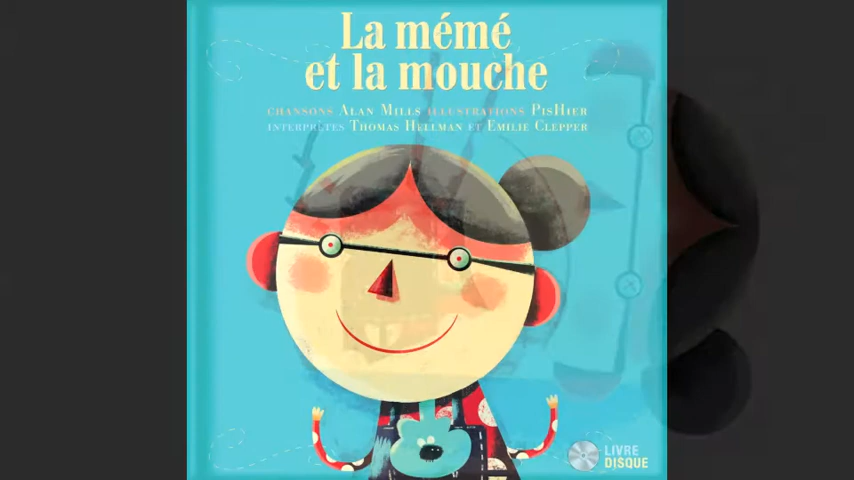 La mémé
et la mouche
CHANSONS ALAN MILLS ILLUSTRATIONS PISHIER
INTERPRÈTES THOMAS HELLMAN ET EMILIE CLEPPER
LIVRE
DISQUE